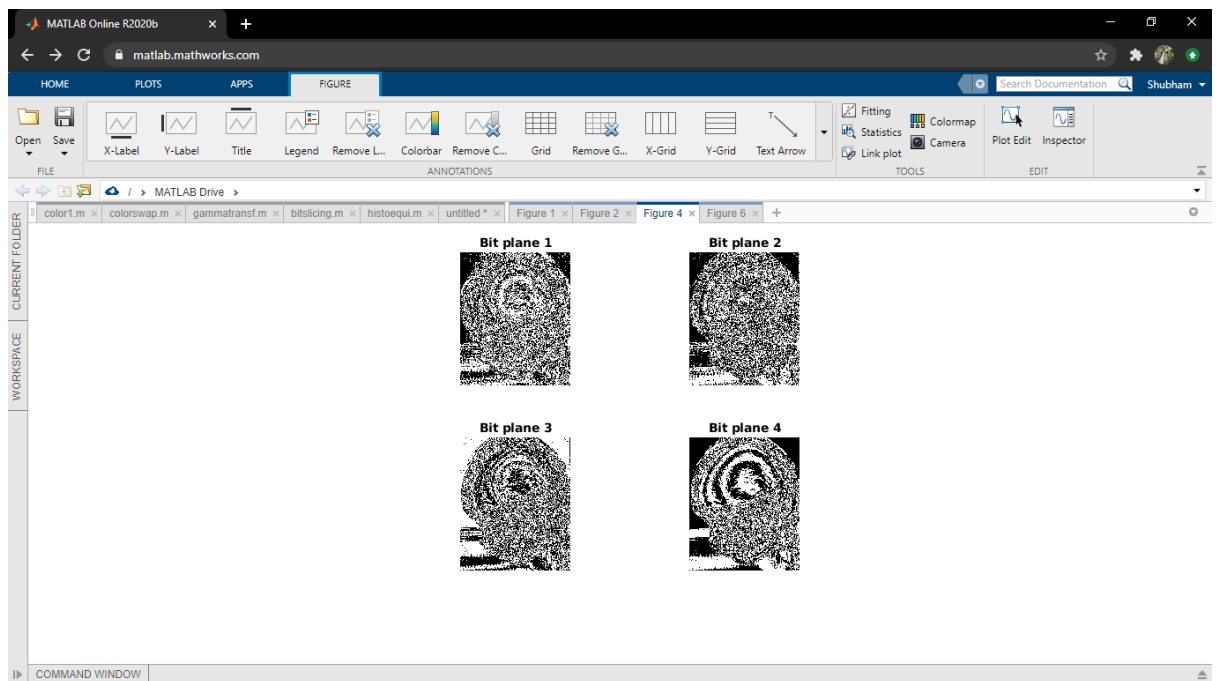 MATLAB Online R2020b
matlab.mathworks.com
HOME PLOTS APPS FIGURE Search Documentation Shubham
Fitting
Statistics
Link plot
Colormap
Camera
Open Save X-Label Y-Label Title Legend Remove L... Colorbar Remove C... Grid Remove G... X-Grid Y-Grid Text Arrow Plot Edit Inspector
FILE ANNOTATIONS TOOLS EDIT
/ › MATLAB Drive ›
color1.m × colorswap.m × gammatransf.m × bitslicing.m × histoequi.m × untitled * × Figure 1 × Figure 2 × Figure 4 × Figure 6 × +
CURRENT FOLDER
WORKSPACE
Bit plane 1 Bit plane 2
Bit plane 3 Bit plane 4
COMMAND WINDOW